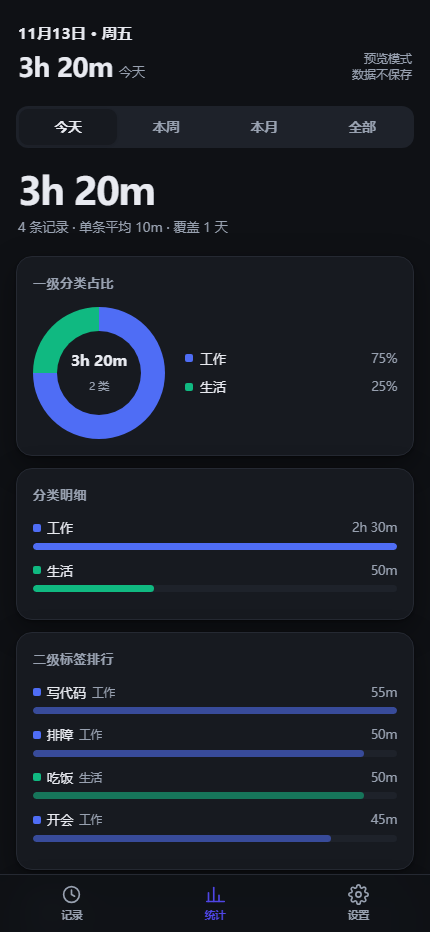 11月13日 • 周五
3h 20m 今天
预览模式
数据不保存
今天 本周 本月 全部
3h 20m
4 条记录 · 单条平均 10m · 覆盖 1 天
一级分类占比
3h 20m
2 类
工作 75%
生活 25%
分类明细
工作 2h 30m
生活 50m
二级标签排行
写代码 工作 55m
排障 工作 50m
吃饭 生活 50m
开会 工作 45m
记录 统计 设置